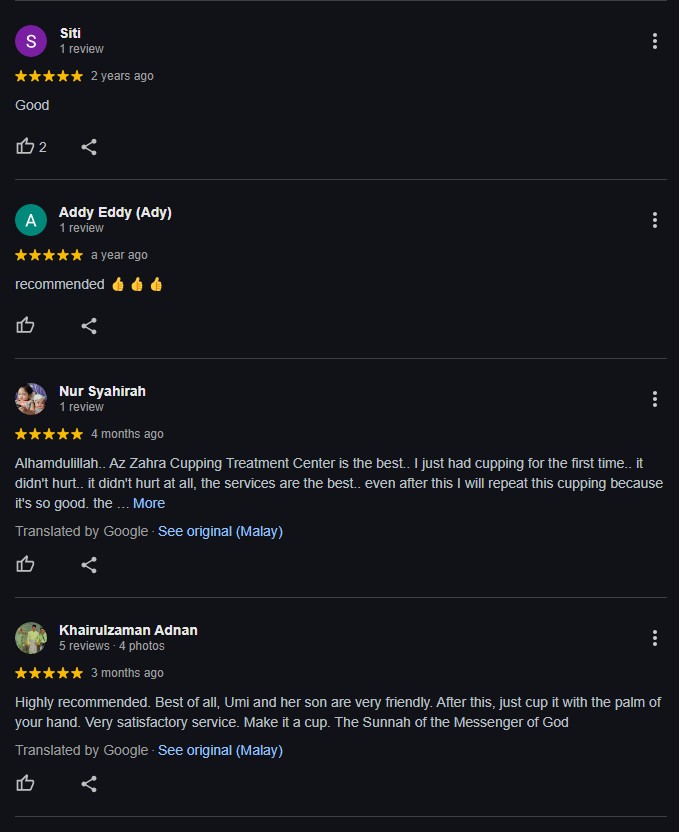 S
Siti
1 review
2 years ago
Good
2
A
Addy Eddy (Ady)
1 review
a year ago
recommended 👍 👍 👍
Nur Syahirah
1 review
4 months ago
Alhamdulillah.. Az Zahra Cupping Treatment Center is the best.. I just had cupping for the first time.. it
didn't hurt.. it didn't hurt at all, the services are the best.. even after this I will repeat this cupping because
it's so good. the … More
Translated by Google · See original (Malay)
Khairulzaman Adnan
5 reviews · 4 photos
3 months ago
Highly recommended. Best of all, Umi and her son are very friendly. After this, just cup it with the palm of
your hand. Very satisfactory service. Make it a cup. The Sunnah of the Messenger of God
Translated by Google · See original (Malay)